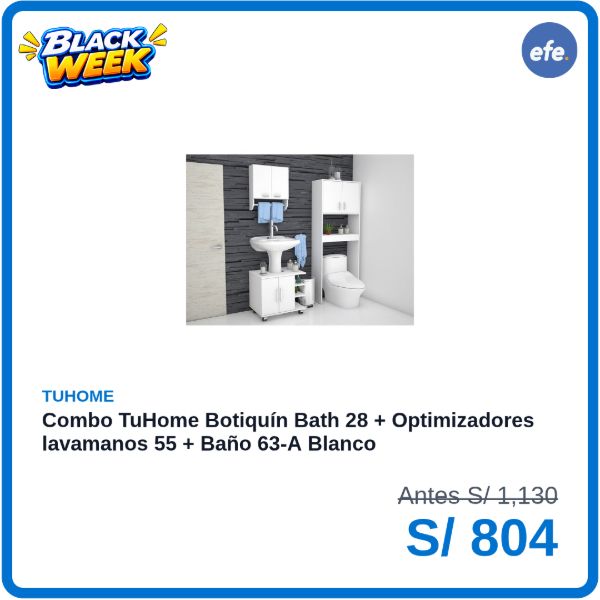 BLACK
WEEK
efe.
TUHOME
Combo TuHome Botiquín Bath 28 + Optimizadores
lavamanos 55 + Baño 63-A Blanco
Antes S/ 1,130
S/ 804